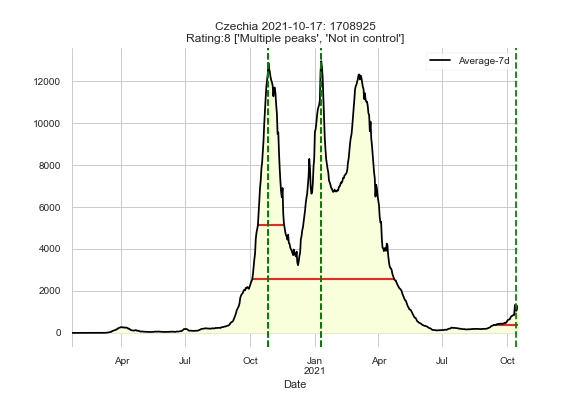 Czechia 2021-10-17: 1708925
Rating:8 ['Multiple peaks', 'Not in control']
Average-7d
12000
10000
8000
6000
4000
2000
0
Apr Jul Oct Jan Apr Jul Oct
2021
Date